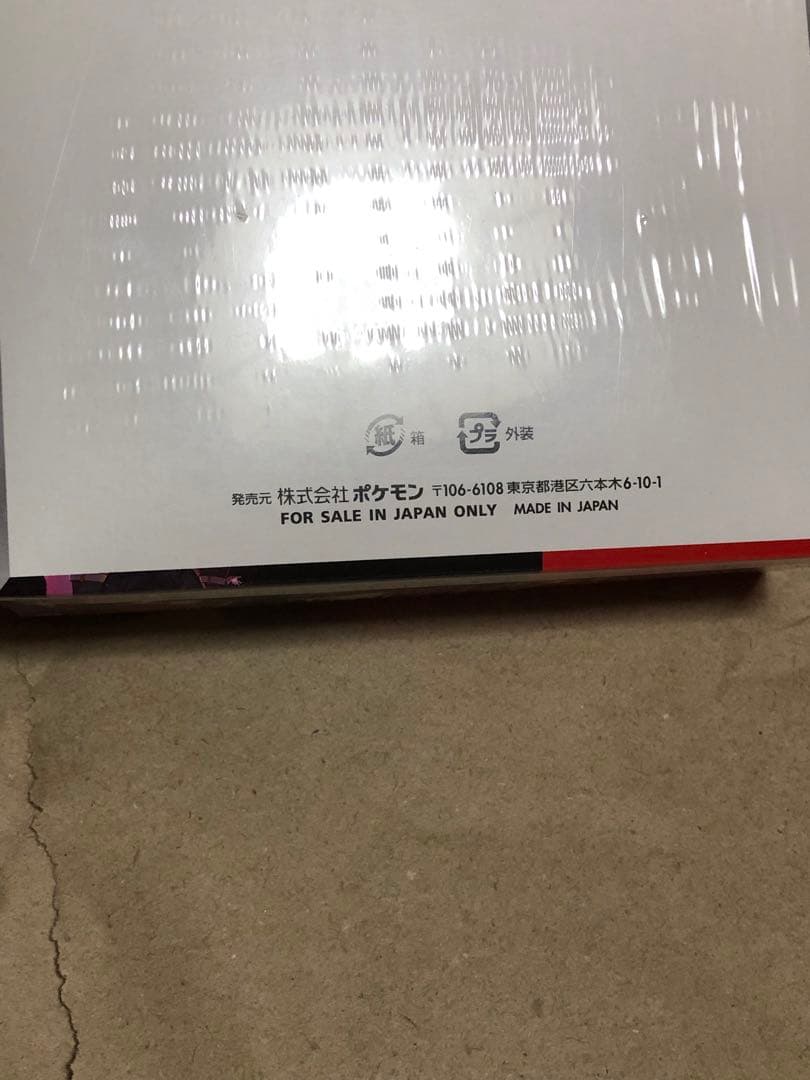 紙 箱 プラ 外装
発売元 株式会社 ポケモン 〒106-6108 東京都港区六本木6-10-1
FOR SALE IN JAPAN ONLY MADE IN JAPAN